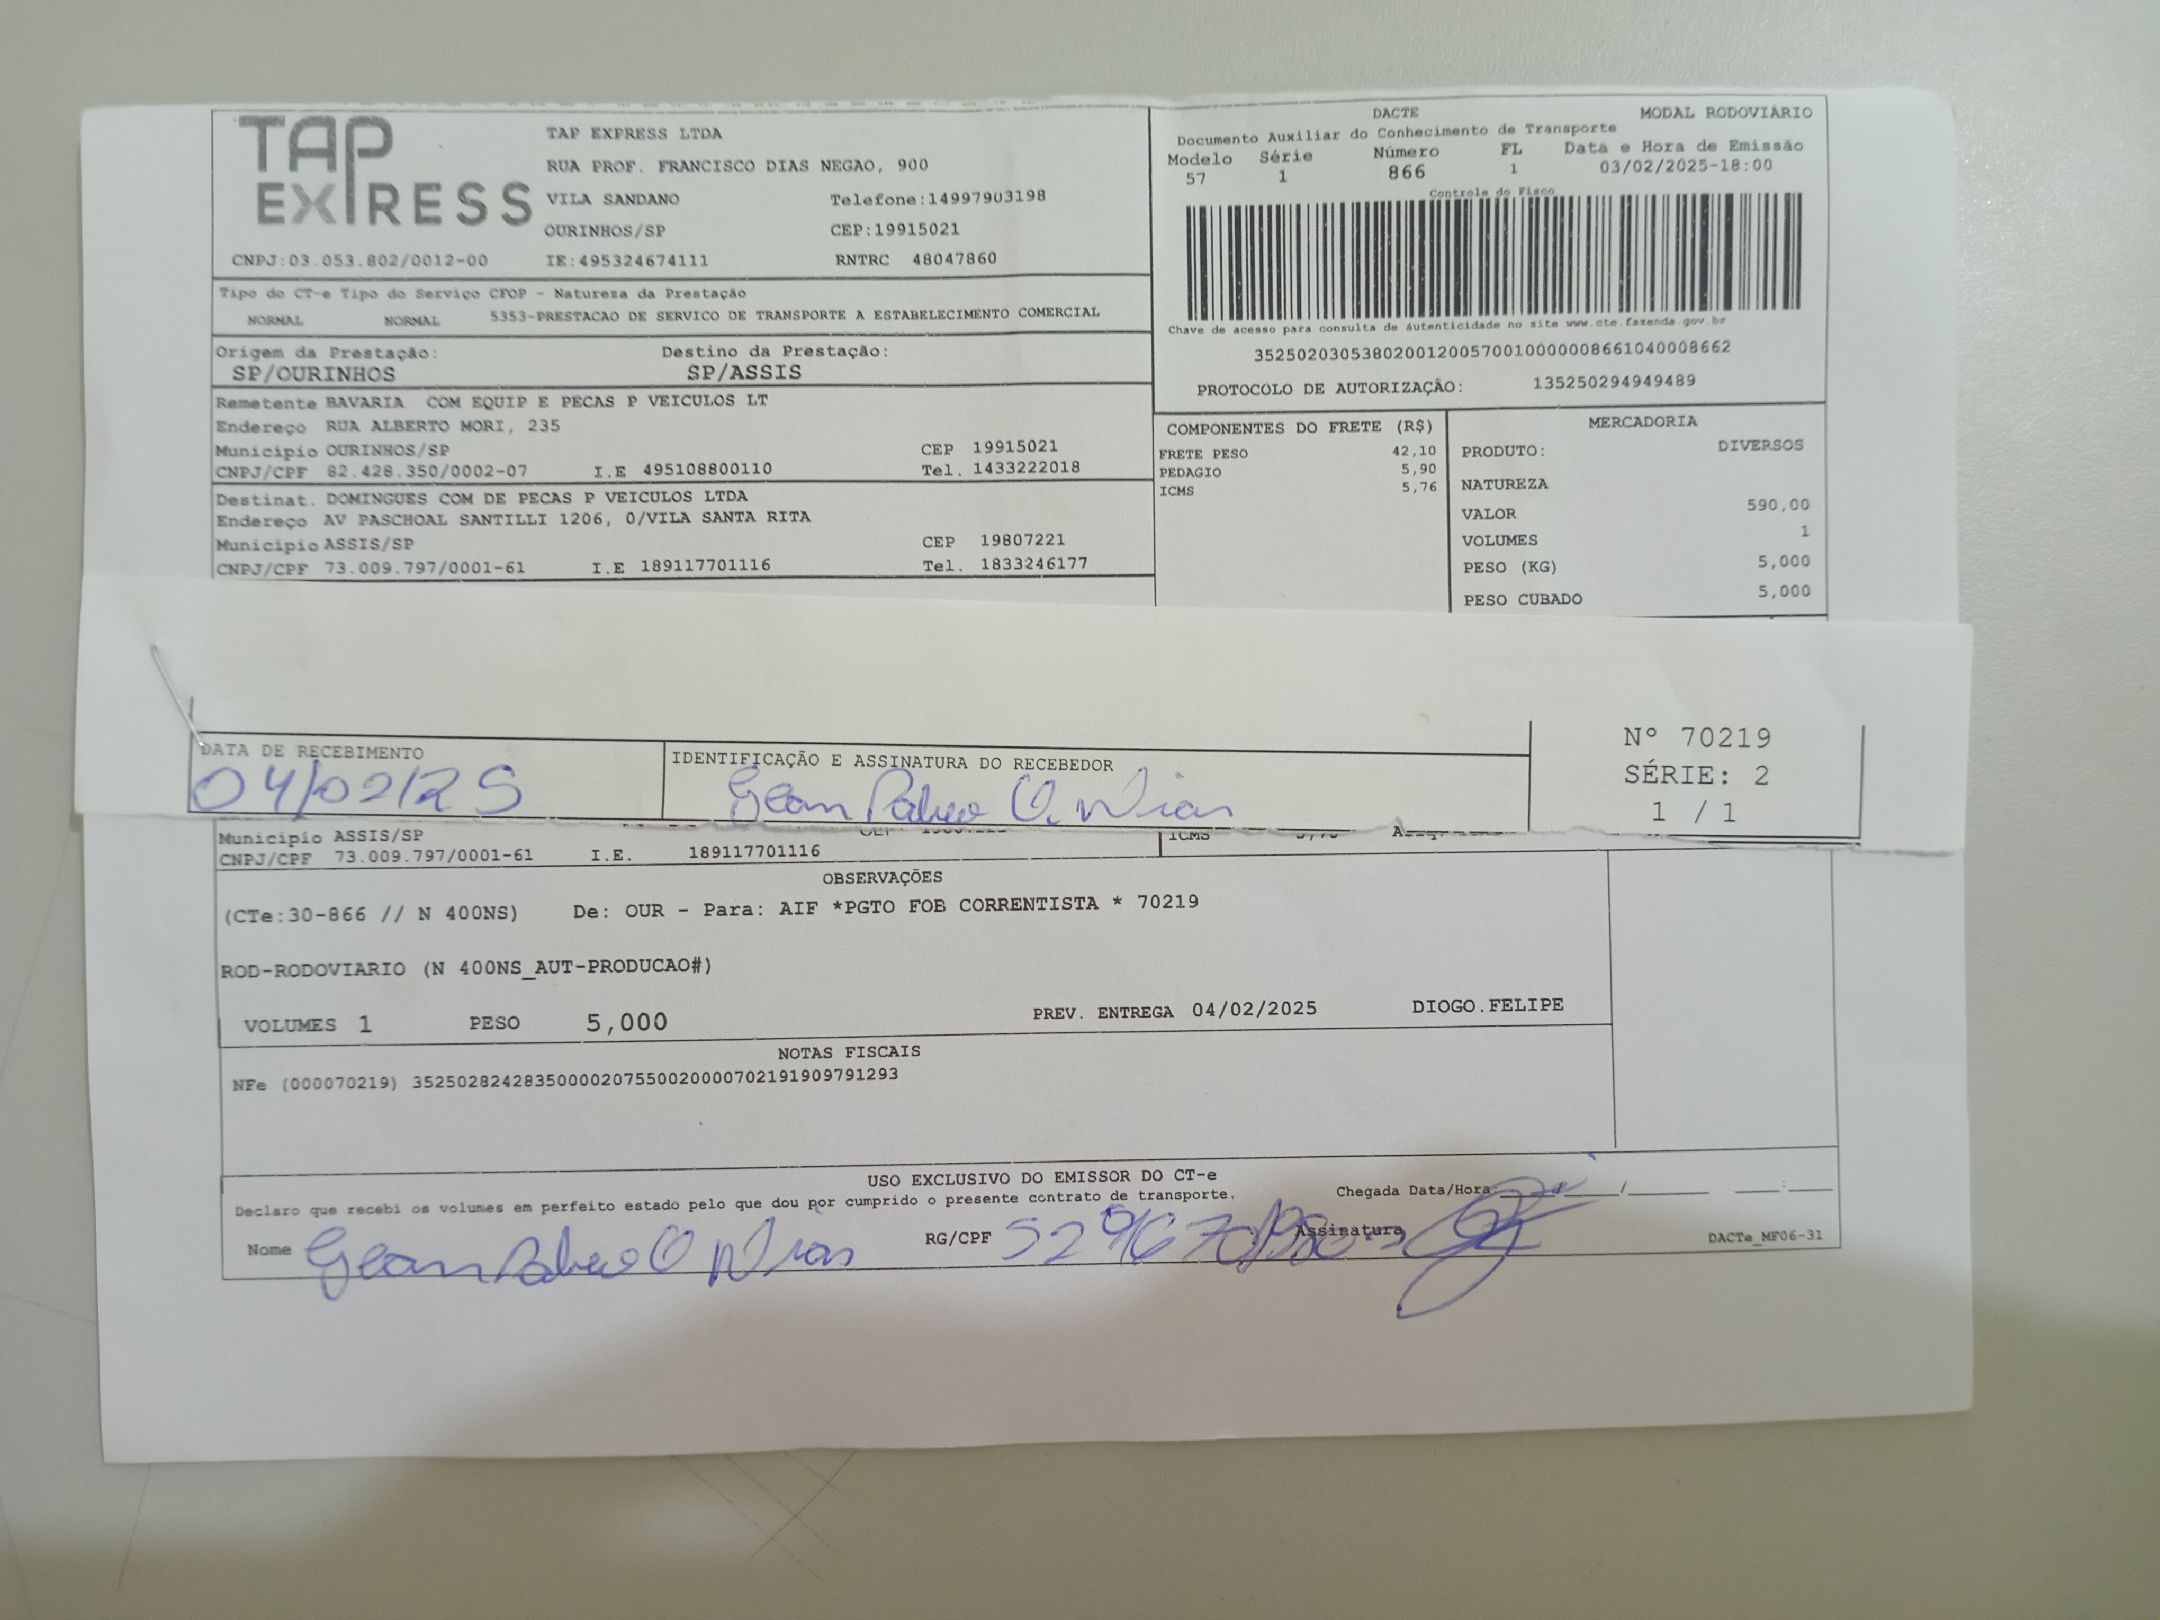 TAP EXPRESS
TAP EXPRESS LTDA
RUA PROF. FRANCISCO DIAS NEGAO, 900
VILA SANDANO Telefone:14997903198
OURINHOS/SP CEP:19915021
CNPJ:03.053.802/0012-00 IE:495324674111 RNTRC 48047860
DACTE MODAL RODOVIARIO
Documento Auxiliar do Conhecimento de Transporte
Modelo Série Número FL Data e Hora de Emissão
57 1 866 1 03/02/2025-18:00
Controle do Fisco
Chave de acesso para consulta de autenticidade no site www.cte.fazenda.gov.br
35250203053802001200570010000008661040008662
PROTOCOLO DE AUTORIZAÇÃO: 135250294949489
Tipo do CT-e Tipo do Serviço CFOP - Natureza da Prestação
NORMAL NORMAL 5353-PRESTACAO DE SERVICO DE TRANSPORTE A ESTABELECIMENTO COMERCIAL
Origem da Prestação: Destino da Prestação:
SP/OURINHOS SP/ASSIS
Remetente BAVARIA COM EQUIP E PECAS P VEICULOS LT
Endereço RUA ALBERTO MORI, 235
Município OURINHOS/SP CEP 19915021
CNPJ/CPF 82.428.350/0002-07 I.E 495108800110 Tel. 1433222018
Destinat. DOMINGUES COM DE PECAS P VEICULOS LTDA
Endereço AV PASCHOAL SANTILLI 1206, 0/VILA SANTA RITA
Município ASSIS/SP CEP 19807221
CNPJ/CPF 73.009.797/0001-61 I.E 189117701116 Tel. 1833246177
COMPONENTES DO FRETE (R$)
FRETE PESO 42,10
PEDAGIO 5,90
ICMS 5,76
MERCADORIA
PRODUTO: DIVERSOS
NATUREZA
VALOR 590,00
VOLUMES 1
PESO (KG) 5,000
PESO CUBADO 5,000
DATA DE RECEBIMENTO IDENTIFICAÇÃO E ASSINATURA DO RECEBEDOR
04/02/25
Nº 70219
SÉRIE: 2
1 / 1
Município ASSIS/SP
CNPJ/CPF 73.009.797/0001-61 I.E. 189117701116
ICMS
OBSERVAÇÕES
(CTe:30-866 // N 400NS) De: OUR - Para: AIF *PGTO FOB CORRENTISTA * 70219
ROD-RODOVIARIO (N 400NS_AUT-PRODUCAO#)
VOLUMES 1 PESO 5,000 PREV. ENTREGA 04/02/2025 DIOGO.FELIPE
NOTAS FISCAIS
NFe (000070219) 35250282428350000207550020000702191909791293
USO EXCLUSIVO DO EMISSOR DO CT-e
Declaro que recebi os volumes em perfeito estado pelo que dou por cumprido o presente contrato de transporte. Chegada Data/Hora: / / :
Nome RG/CPF Assinatura DACTe_MF06-31